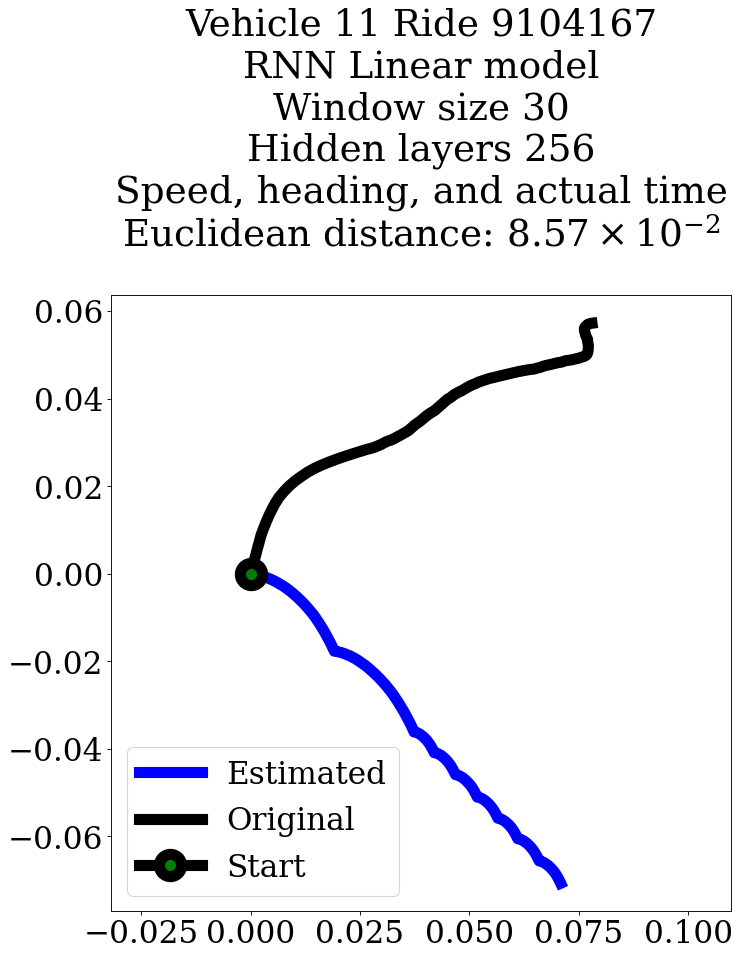 Vehicle 11 Ride 9104167
RNN Linear model
Window size 30
Hidden layers 256
Speed, heading, and actual time
Euclidean distance: 8.57 × 10⁻²
0.06
0.04
0.02
0.00
−0.02
−0.04
−0.06
Estimated
Original
Start
−0.025 0.000 0.025 0.050 0.075 0.100